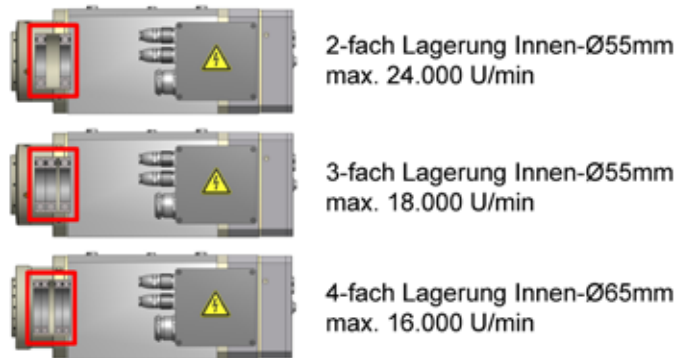 2-fach Lagerung Innen-Ø55mm
max. 24.000 U/min
3-fach Lagerung Innen-Ø55mm
max. 18.000 U/min
4-fach Lagerung Innen-Ø65mm
max. 16.000 U/min